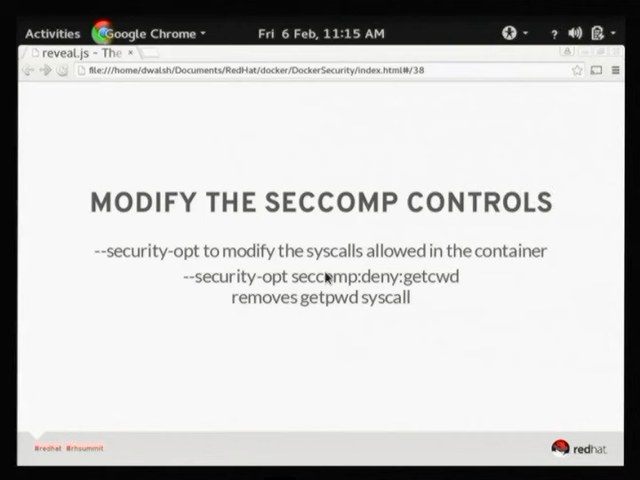 Activities Google Chrome Fri 6 Feb, 11:15 AM ?
reveal.js – The ×
file:///home/dwalsh/Documents/RedHat/docker/DockerSecurity/index.html#/38
MODIFY THE SECCOMP CONTROLS
--security-opt to modify the syscalls allowed in the container
--security-opt seccomp:deny:getcwd
removes getpwd syscall
#redhat #rhsummit
redhat